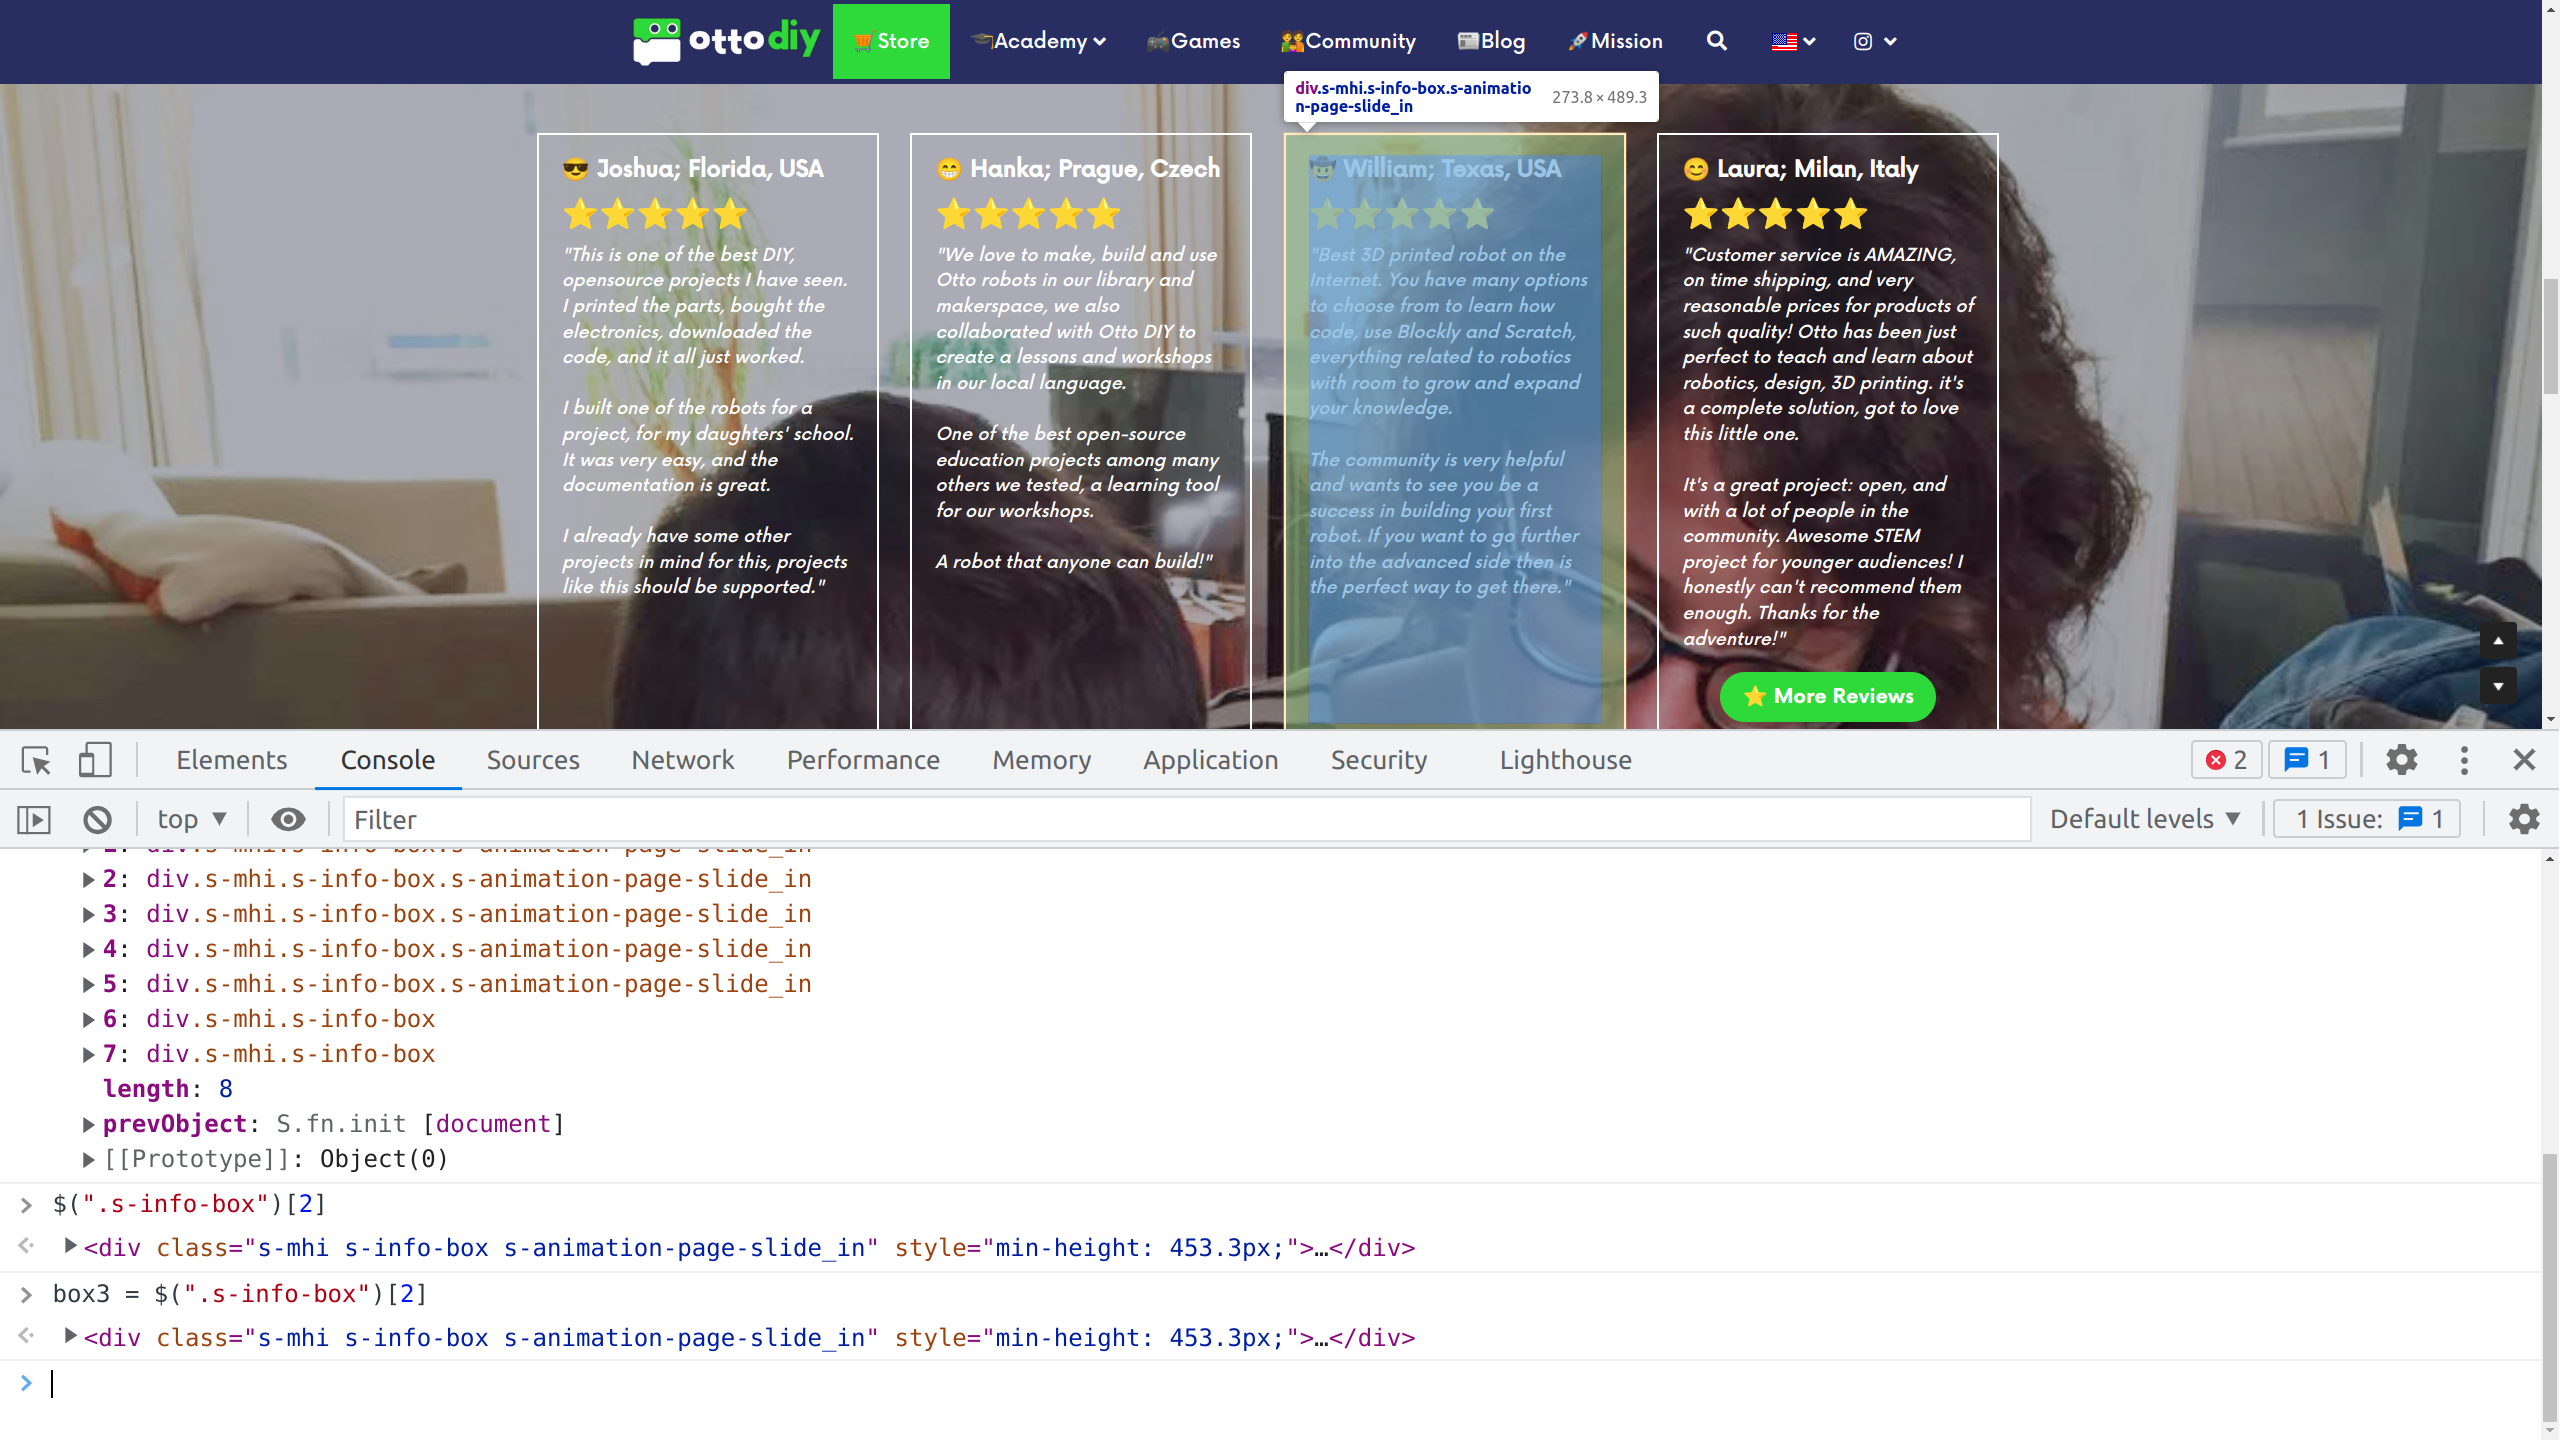 ottodiy
Store
Academy
Games
Community
Blog
Mission
div.s-mhi.s-info-box.s-animatio
n-page-slide_in
273.8 × 489.3
Joshua; Florida, USA
"This is one of the best DIY,
opensource projects I have seen.
I printed the parts, bought the
electronics, downloaded the
code, and it all just worked.
I built one of the robots for a
project, for my daughters' school.
It was very easy, and the
documentation is great.
I already have some other
projects in mind for this, projects
like this should be supported."
Hanka; Prague, Czech
"We love to make, build and use
Otto robots in our library and
makerspace, we also
collaborated with Otto DIY to
create a lessons and workshops
in our local language.
One of the best open-source
education projects among many
others we tested, a learning tool
for our workshops.
A robot that anyone can build!"
William; Texas, USA
"Best 3D printed robot on the
Internet. You have many options
to choose from to learn how
code, use Blockly and Scratch,
everything related to robotics
with room to grow and expand
your knowledge.
The community is very helpful
and wants to see you be a
success in building your first
robot. If you want to go further
into the advanced side then is
the perfect way to get there."
Laura; Milan, Italy
"Customer service is AMAZING,
on time shipping, and very
reasonable prices for products of
such quality! Otto has been just
perfect to teach and learn about
robotics, design, 3D printing. it's
a complete solution, got to love
this little one.
It's a great project: open, and
with a lot of people in the
community. Awesome STEM
project for younger audiences! I
honestly can't recommend them
enough. Thanks for the
adventure!"
More Reviews
Elements Console Sources Network Performance Memory Application Security Lighthouse 2 1
top Filter Default levels 1 Issue: 1
2: div.s-mhi.s-info-box.s-animation-page-slide_in
3: div.s-mhi.s-info-box.s-animation-page-slide_in
4: div.s-mhi.s-info-box.s-animation-page-slide_in
5: div.s-mhi.s-info-box.s-animation-page-slide_in
6: div.s-mhi.s-info-box
7: div.s-mhi.s-info-box
length: 8
prevObject: S.fn.init [document]
[[Prototype]]: Object(0)
$(".s-info-box")[2]
<div class="s-mhi s-info-box s-animation-page-slide_in" style="min-height: 453.3px;">…</div>
box3 = $(".s-info-box")[2]
<div class="s-mhi s-info-box s-animation-page-slide_in" style="min-height: 453.3px;">…</div>